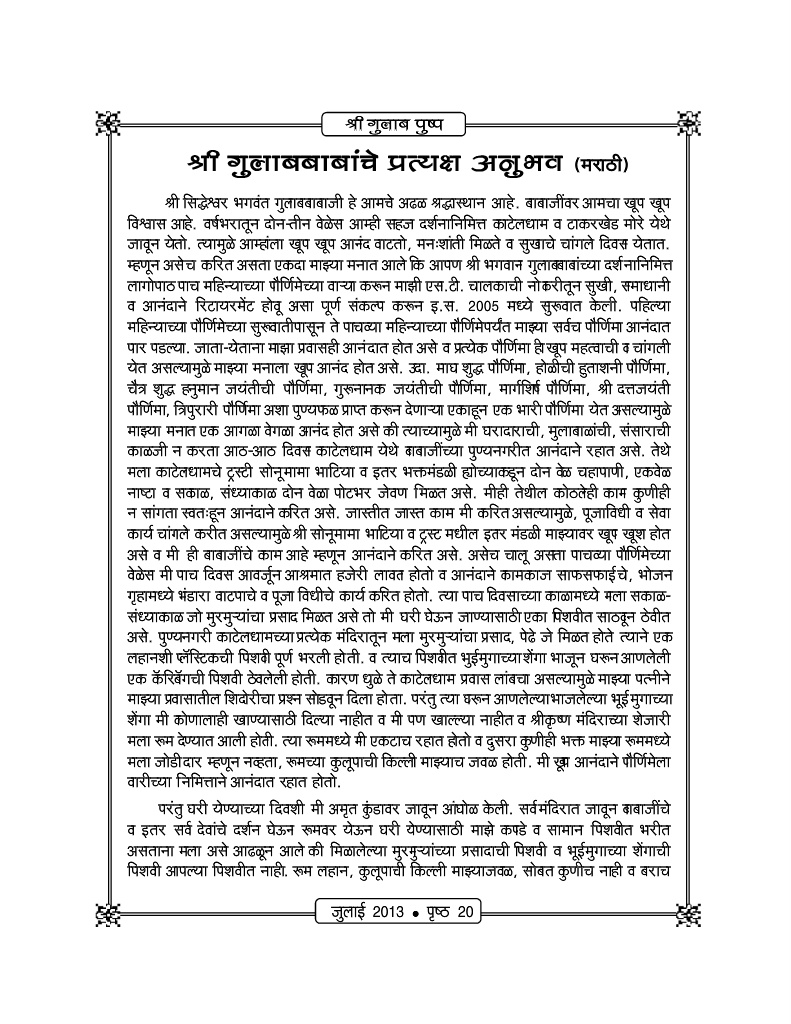 श्री गुलाब पुष्प
श्री गुलाबबाबांचे प्रत्यक्ष अनुभव (मराठी)
श्री सिद्धेश्वर भगवंत गुलाबबाबाजी हे आमचे अढळ श्रद्धास्थान आहे. बाबाजींवर आमचा खूप खूप
विश्वास आहे. वर्षभरातून दोन-तीन वेळेस आम्ही सहज दर्शनानिमित्त काटेलधाम व टाकरखेड मोरे येथे
जावून येतो. त्यामुळे आम्हांला खूप खूप आनंद वाटतो, मनःशांती मिळते व सुखाचे चांगले दिवस येतात.
म्हणून असेच करित असता एकदा माझ्या मनात आले कि आपण श्री भगवान गुलाबबाबांच्या दर्शनानिमित्त
लागोपाठ पाच महिन्याच्या पौर्णिमेच्या वाऱ्या करून माझी एस.टी. चालकाची नोकरीतून सुखी, समाधानी
व आनंदाने रिटायरमेंट होवू असा पूर्ण संकल्प करून इ.स. 2005 मध्ये सुरूवात केली. पहिल्या
महिन्याच्या पौर्णिमेच्या सुरूवातीपासून ते पाचव्या महिन्याच्या पौर्णिमेपर्यंत माझ्या सर्वच पौर्णिमा आनंदात
पार पडल्या. जाता-येताना माझा प्रवासही आनंदात होत असे व प्रत्येक पौर्णिमा ही खूप महत्वाची व चांगली
येत असल्यामुळे माझ्या मनाला खूप आनंद होत असे. उदा. माघ शुद्ध पौर्णिमा, होळीची हुताशनी पौर्णिमा,
चैत्र शुद्ध हनुमान जयंतीची पौर्णिमा, गुरूनानक जयंतीची पौर्णिमा, मार्गशिर्ष पौर्णिमा, श्री दत्तजयंती
पौर्णिमा, त्रिपुरारी पौर्णिमा अशा पुण्यफळ प्राप्त करून देणाऱ्या एकाहून एक भारी पौर्णिमा येत असल्यामुळे
माझ्या मनात एक आगळा वेगळा आनंद होत असे की त्याच्यामुळे मी घरादाराची, मुलाबाळांची, संसाराची
काळजी न करता आठ-आठ दिवस काटेलधाम येथे बाबाजींच्या पुण्यनगरीत आनंदाने रहात असे. तेथे
मला काटेलधामचे ट्रस्टी सोनूमामा भाटिया व इतर भक्तमंडळी ह्योच्याकडून दोन वेळ चहापाणी, एकवेळ
नाष्टा व सकाळ, संध्याकाळ दोन वेळा पोटभर जेवण मिळत असे. मीही तेथील कोठलेही काम कुणीही
न सांगता स्वतःहून आनंदाने करित असे. जास्तीत जास्त काम मी करित असल्यामुळे, पूजाविधी व सेवा
कार्य चांगले करीत असल्यामुळे श्री सोनूमामा भाटिया व ट्रस्ट मधील इतर मंडळी माझ्यावर खूप खूश होत
असे व मी ही बाबाजींचे काम आहे म्हणून आनंदाने करित असे. असेच चालू असता पाचव्या पौर्णिमेच्या
वेळेस मी पाच दिवस आवर्जून आश्रमात हजेरी लावत होतो व आनंदाने कामकाज साफसफाईचे, भोजन
गृहामध्ये भंडारा वाटपाचे व पूजा विधीचे कार्य करित होतो. त्या पाच दिवसाच्या काळामध्ये मला सकाळ-
संध्याकाळ जो मुरमुऱ्यांचा प्रसाद मिळत असे तो मी घरी घेऊन जाण्यासाठी एका पिशवीत साठवून ठेवीत
असे. पुण्यनगरी काटेलधामच्या प्रत्येक मंदिरातून मला मुरमुऱ्यांचा प्रसाद, पेढे जे मिळत होते त्याने एक
लहानशी प्लॅस्टिकची पिशवी पूर्ण भरली होती. व त्याच पिशवीत भुईमुगाच्या शेंगा भाजून घरून आणलेली
एक कॅरिबॅगची पिशवी ठेवलेली होती. कारण धुळे ते काटेलधाम प्रवास लांबचा असल्यामुळे माझ्या पत्नीने
माझ्या प्रवासातील शिदोरीचा प्रश्न सोडवून दिला होता. परंतु त्या घरून आणलेल्या भाजलेल्या भूईमुगाच्या
शेंगा मी कोणालाही खाण्यासाठी दिल्या नाहीत व मी पण खाल्ल्या नाहीत व श्रीकृष्ण मंदिराच्या शेजारी
मला रूम देण्यात आली होती. त्या रूममध्ये मी एकटाच रहात होतो व दुसरा कुणीही भक्त माझ्या रूममध्ये
मला जोडीदार म्हणून नव्हता, रूमच्या कुलूपाची किल्ली माझ्याच जवळ होती. मी खूप आनंदाने पौर्णिमेला
वारीच्या निमित्ताने आनंदात रहात होतो.
परंतु घरी येण्याच्या दिवशी मी अमृत कुंडावर जावून आंघोळ केली. सर्व मंदिरात जावून बाबाजींचे
व इतर सर्व देवांचे दर्शन घेऊन रूमवर येऊन घरी येण्यासाठी माझे कपडे व सामान पिशवीत भरीत
असताना मला असे आढळून आले की मिळालेल्या मुरमुऱ्यांच्या प्रसादाची पिशवी व भूईमुगाच्या शेंगाची
पिशवी आपल्या पिशवीत नाही. रूम लहान, कुलूपाची किल्ली माझ्याजवळ, सोबत कुणीच नाही व बराच
जुलाई 2013 ● पृष्ठ 20